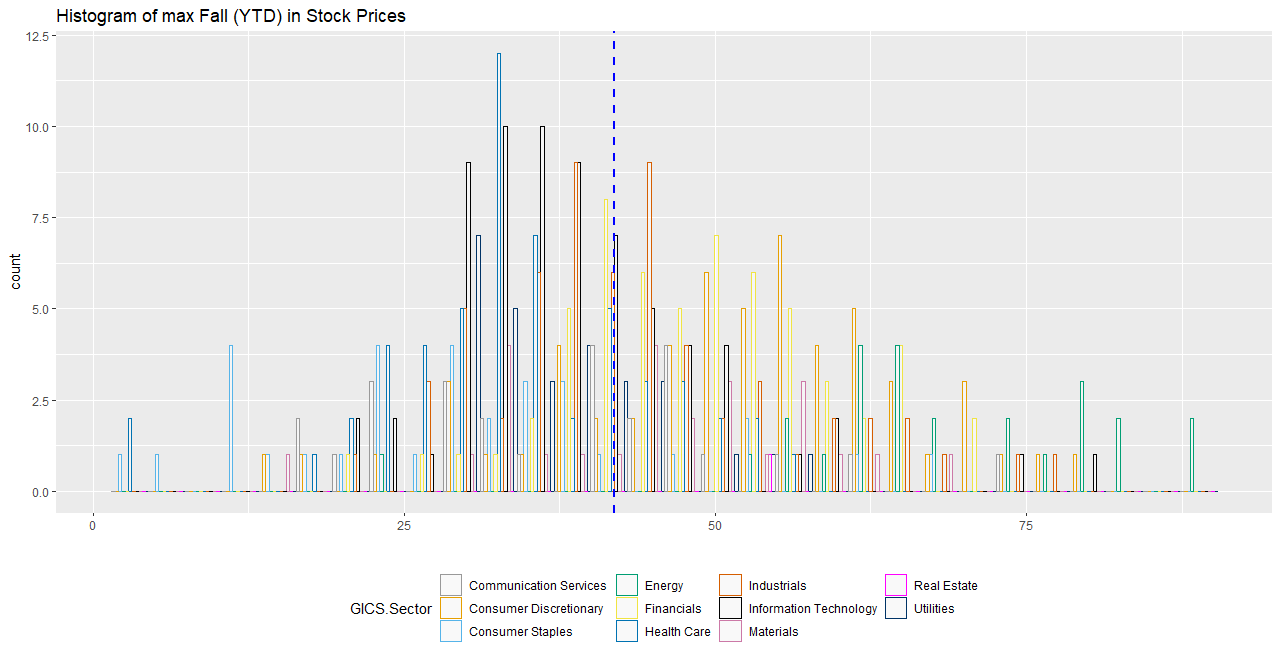 Histogram of max Fall (YTD) in Stock Prices
12.5
10.0
7.5
5.0
2.5
0.0
count
0 25 50 75
GICS.Sector
Communication Services Energy Industrials Real Estate
Consumer Discretionary Financials Information Technology Utilities
Consumer Staples Health Care Materials